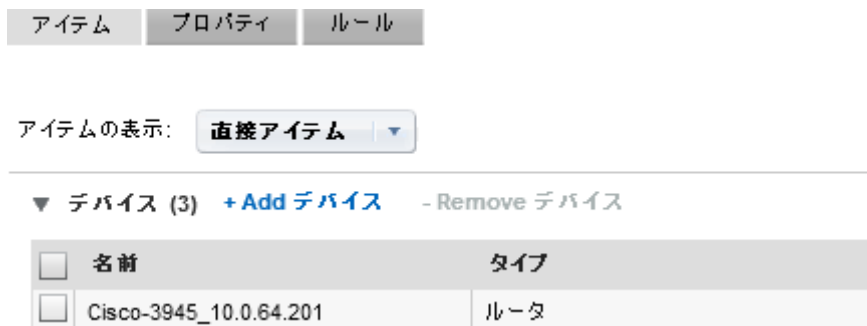 アイテム プロパティ ルール
アイテムの表示: 直接アイテム
デバイス (3) + Add デバイス - Remove デバイス
名前 タイプ
Cisco-3945_10.0.64.201 ルータ